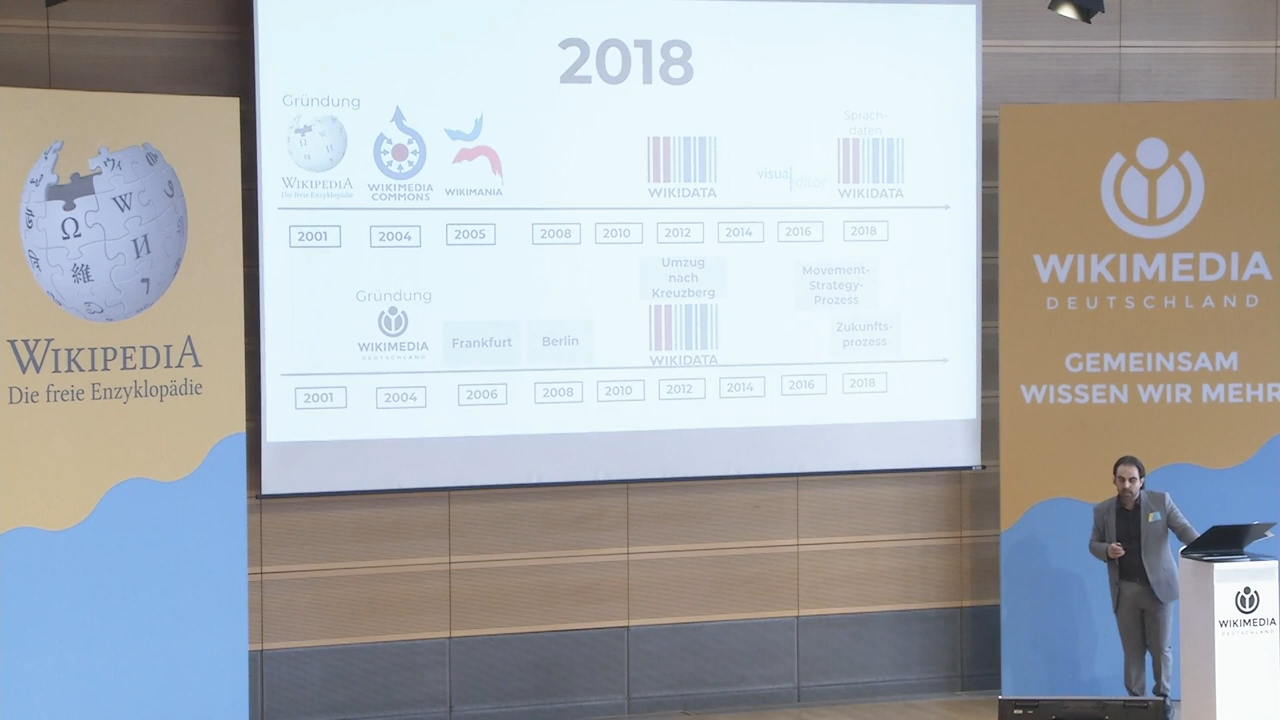 2018
Gründung
WIKIPEDIA
Die freie Enzyklopädie
WIKIMEDIA
COMMONS
WIKIMANIA
WIKIDATA
visual editor
Sprach-
daten
WIKIDATA
2001 2004 2005 2008 2010 2012 2014 2016 2018
Gründung
WIKIMEDIA
DEUTSCHLAND
Frankfurt
Berlin
Umzug
nach
Kreuzberg
WIKIDATA
Movement-
Strategy-
Prozess
Zukunfts-
prozess
2001 2004 2006 2008 2010 2012 2014 2016 2018
Ω W И 維 7
WIKIPEDIA
Die freie Enzyklopädie
WIKIMEDIA
DEUTSCHLAND
GEMEINSAM
WISSEN WIR MEHR
WIKIMEDIA
DEUTSCHLAND